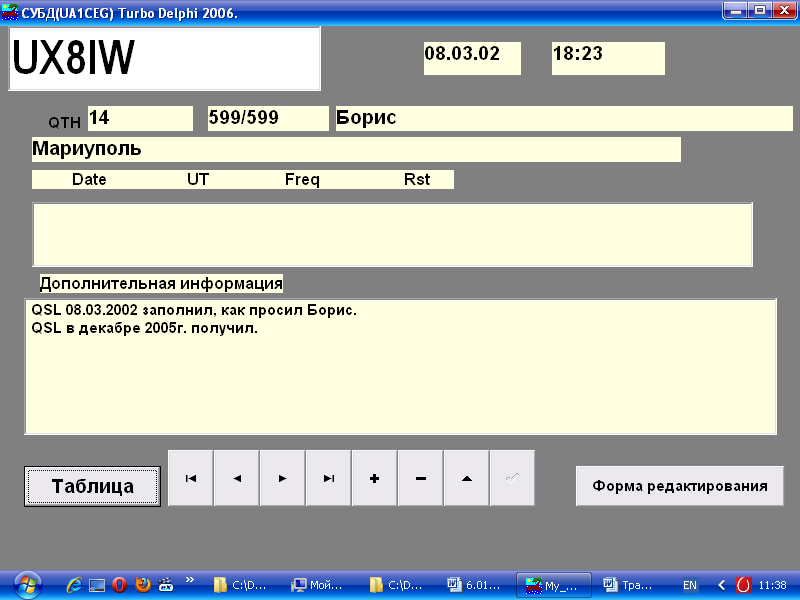 СУБД(UA1CEG) Turbo Delphi 2006.
UX8IW
08.03.02 18:23
QTH 14 599/599 Борис
Мариуполь
Date UT Freq Rst
Дополнительная информация
QSL 08.03.2002 заполнил, как просил Борис.
QSL в декабре 2005г. получил.
Таблица
Форма редактирования
C:\D... Мой... C:\D... 6.01... My_... Тра... EN 11:38